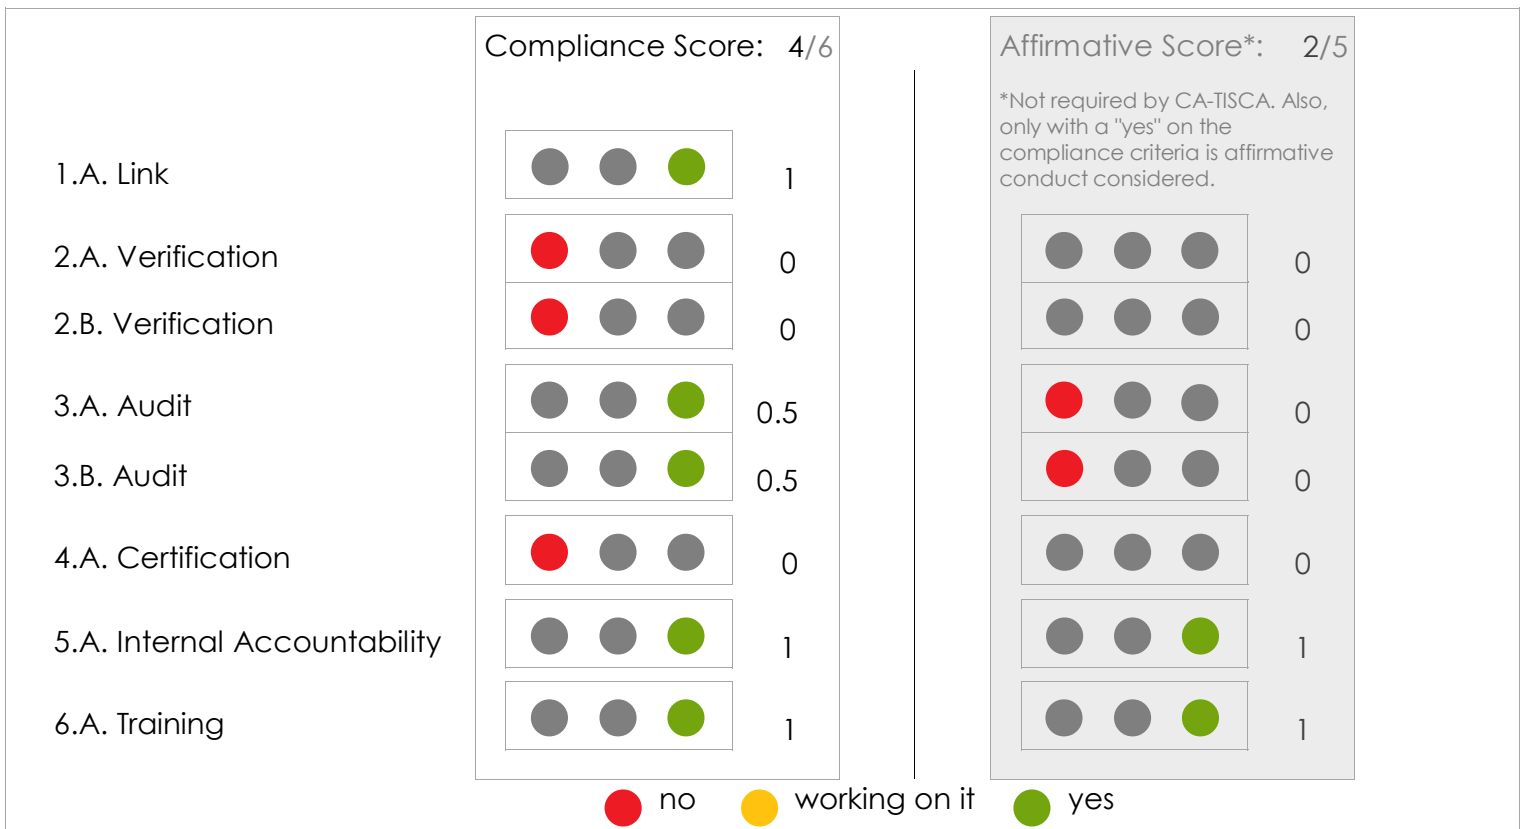 Compliance Score: 4/6
Affirmative Score*: 2/5
*Not required by CA-TISCA. Also,
only with a "yes" on the
compliance criteria is affirmative
conduct considered.
1.A. Link 1
2.A. Verification 0 0
2.B. Verification 0 0
3.A. Audit 0.5 0
3.B. Audit 0.5 0
4.A. Certification 0 0
5.A. Internal Accountability 1 1
6.A. Training 1 1
no working on it yes